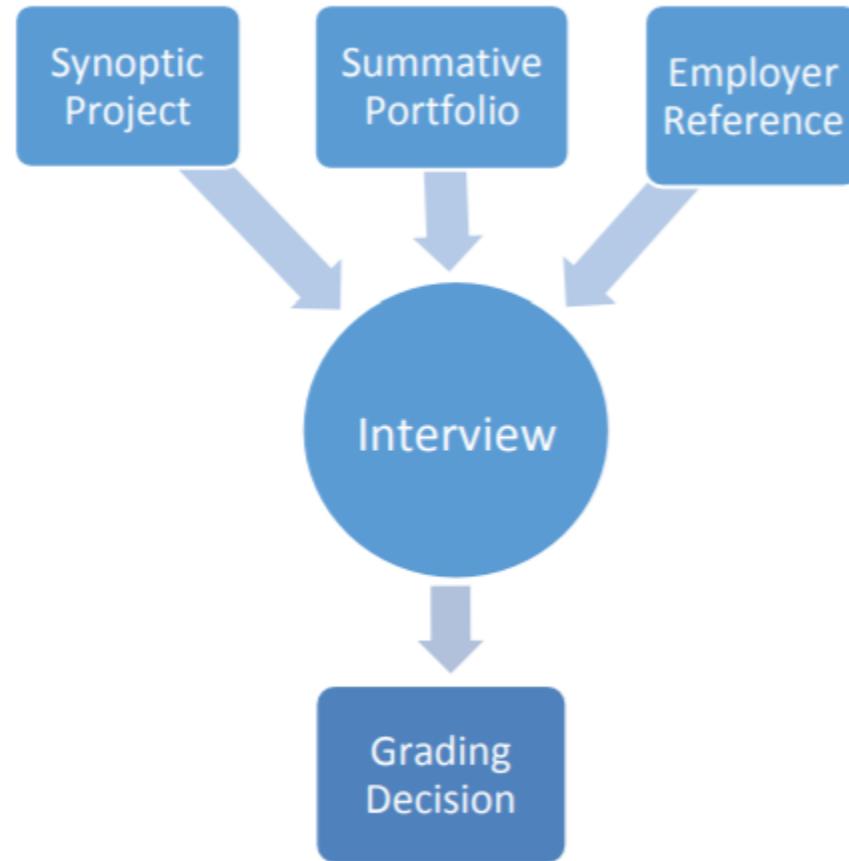 Synoptic
Project
Summative
Portfolio
Employer
Reference
Interview
Grading
Decision